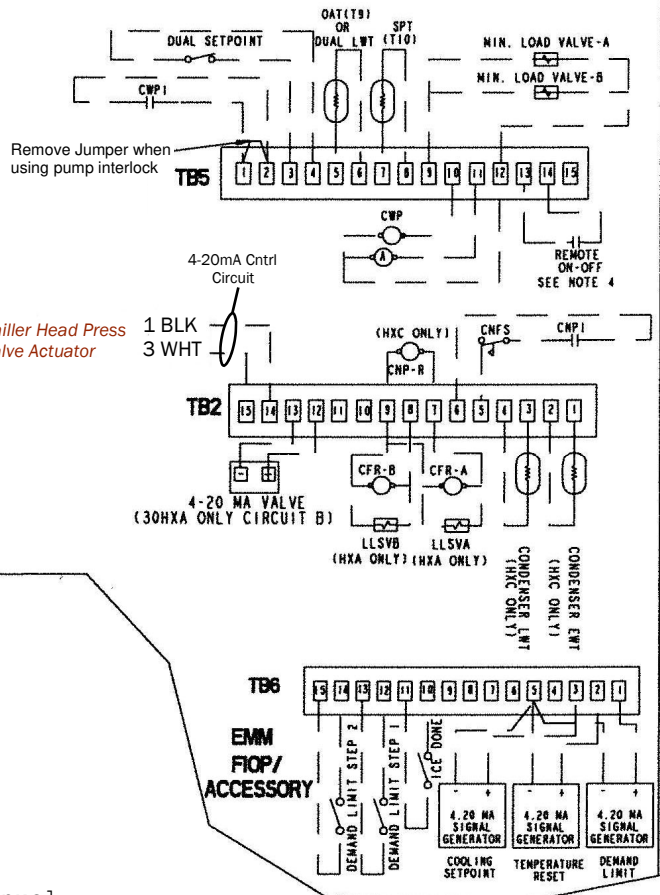 OAT(T9)
OR
DUAL LWT
SPT
(T10)
DUAL SETPOINT
MIN. LOAD VALVE-A
MIN. LOAD VALVE-B
CWP1
Remove Jumper when
using pump interlock
TB5
1 2 3 4 5 6 7 8 9 10 11 12 13 14 15
CWP
A
REMOTE
ON-OFF
SEE NOTE 4
4-20mA Cntrl
Circuit
iller Head Press
lve Actuator
1 BLK
3 WHT
(HXC ONLY)
CNP-R
CNFS
CNP1
TB2
15 14 13 12 11 10 9 8 7 6 5 4 3 2 1
- +
4-20 MA VALVE
(30HXA ONLY CIRCUIT B)
CFR-B
CFR-A
LLSVB
(HXA ONLY)
LLSVA
(HXA ONLY)
CONDENSER LWT
(HXC ONLY)
CONDENSER EWT
(HXC ONLY)
TB6
15 14 13 12 11 10 9 8 7 6 5 4 3 2 1
EMM
FIOP/
ACCESSORY
DEMAND LIMIT STEP 2
DEMAND LIMIT STEP 1
ICE DONE
- +
4.20 MA
SIGNAL
GENERATOR
COOLING
SETPOINT
- +
4.20 MA
SIGNAL
GENERATOR
TEMPERATURE
RESET
- +
4.20 MA
SIGNAL
GENERATOR
DEMAND
LIMIT